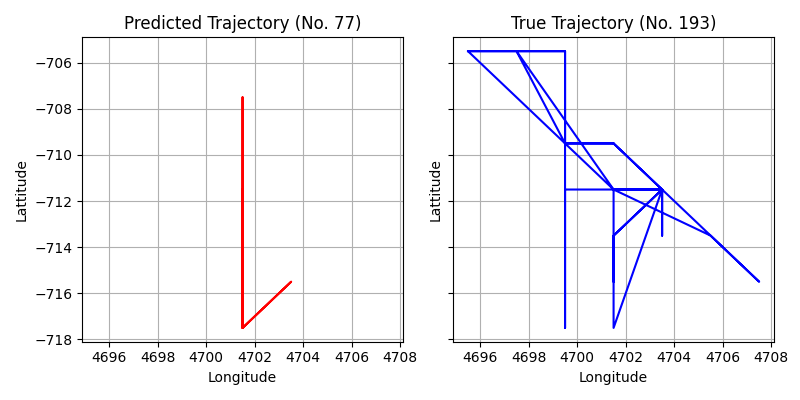 Predicted Trajectory (No. 77)
True Trajectory (No. 193)
Lattitude
−706
−708
−710
−712
−714
−716
−718
4696 4698 4700 4702 4704 4706 4708
Longitude
Lattitude
4696 4698 4700 4702 4704 4706 4708
Longitude